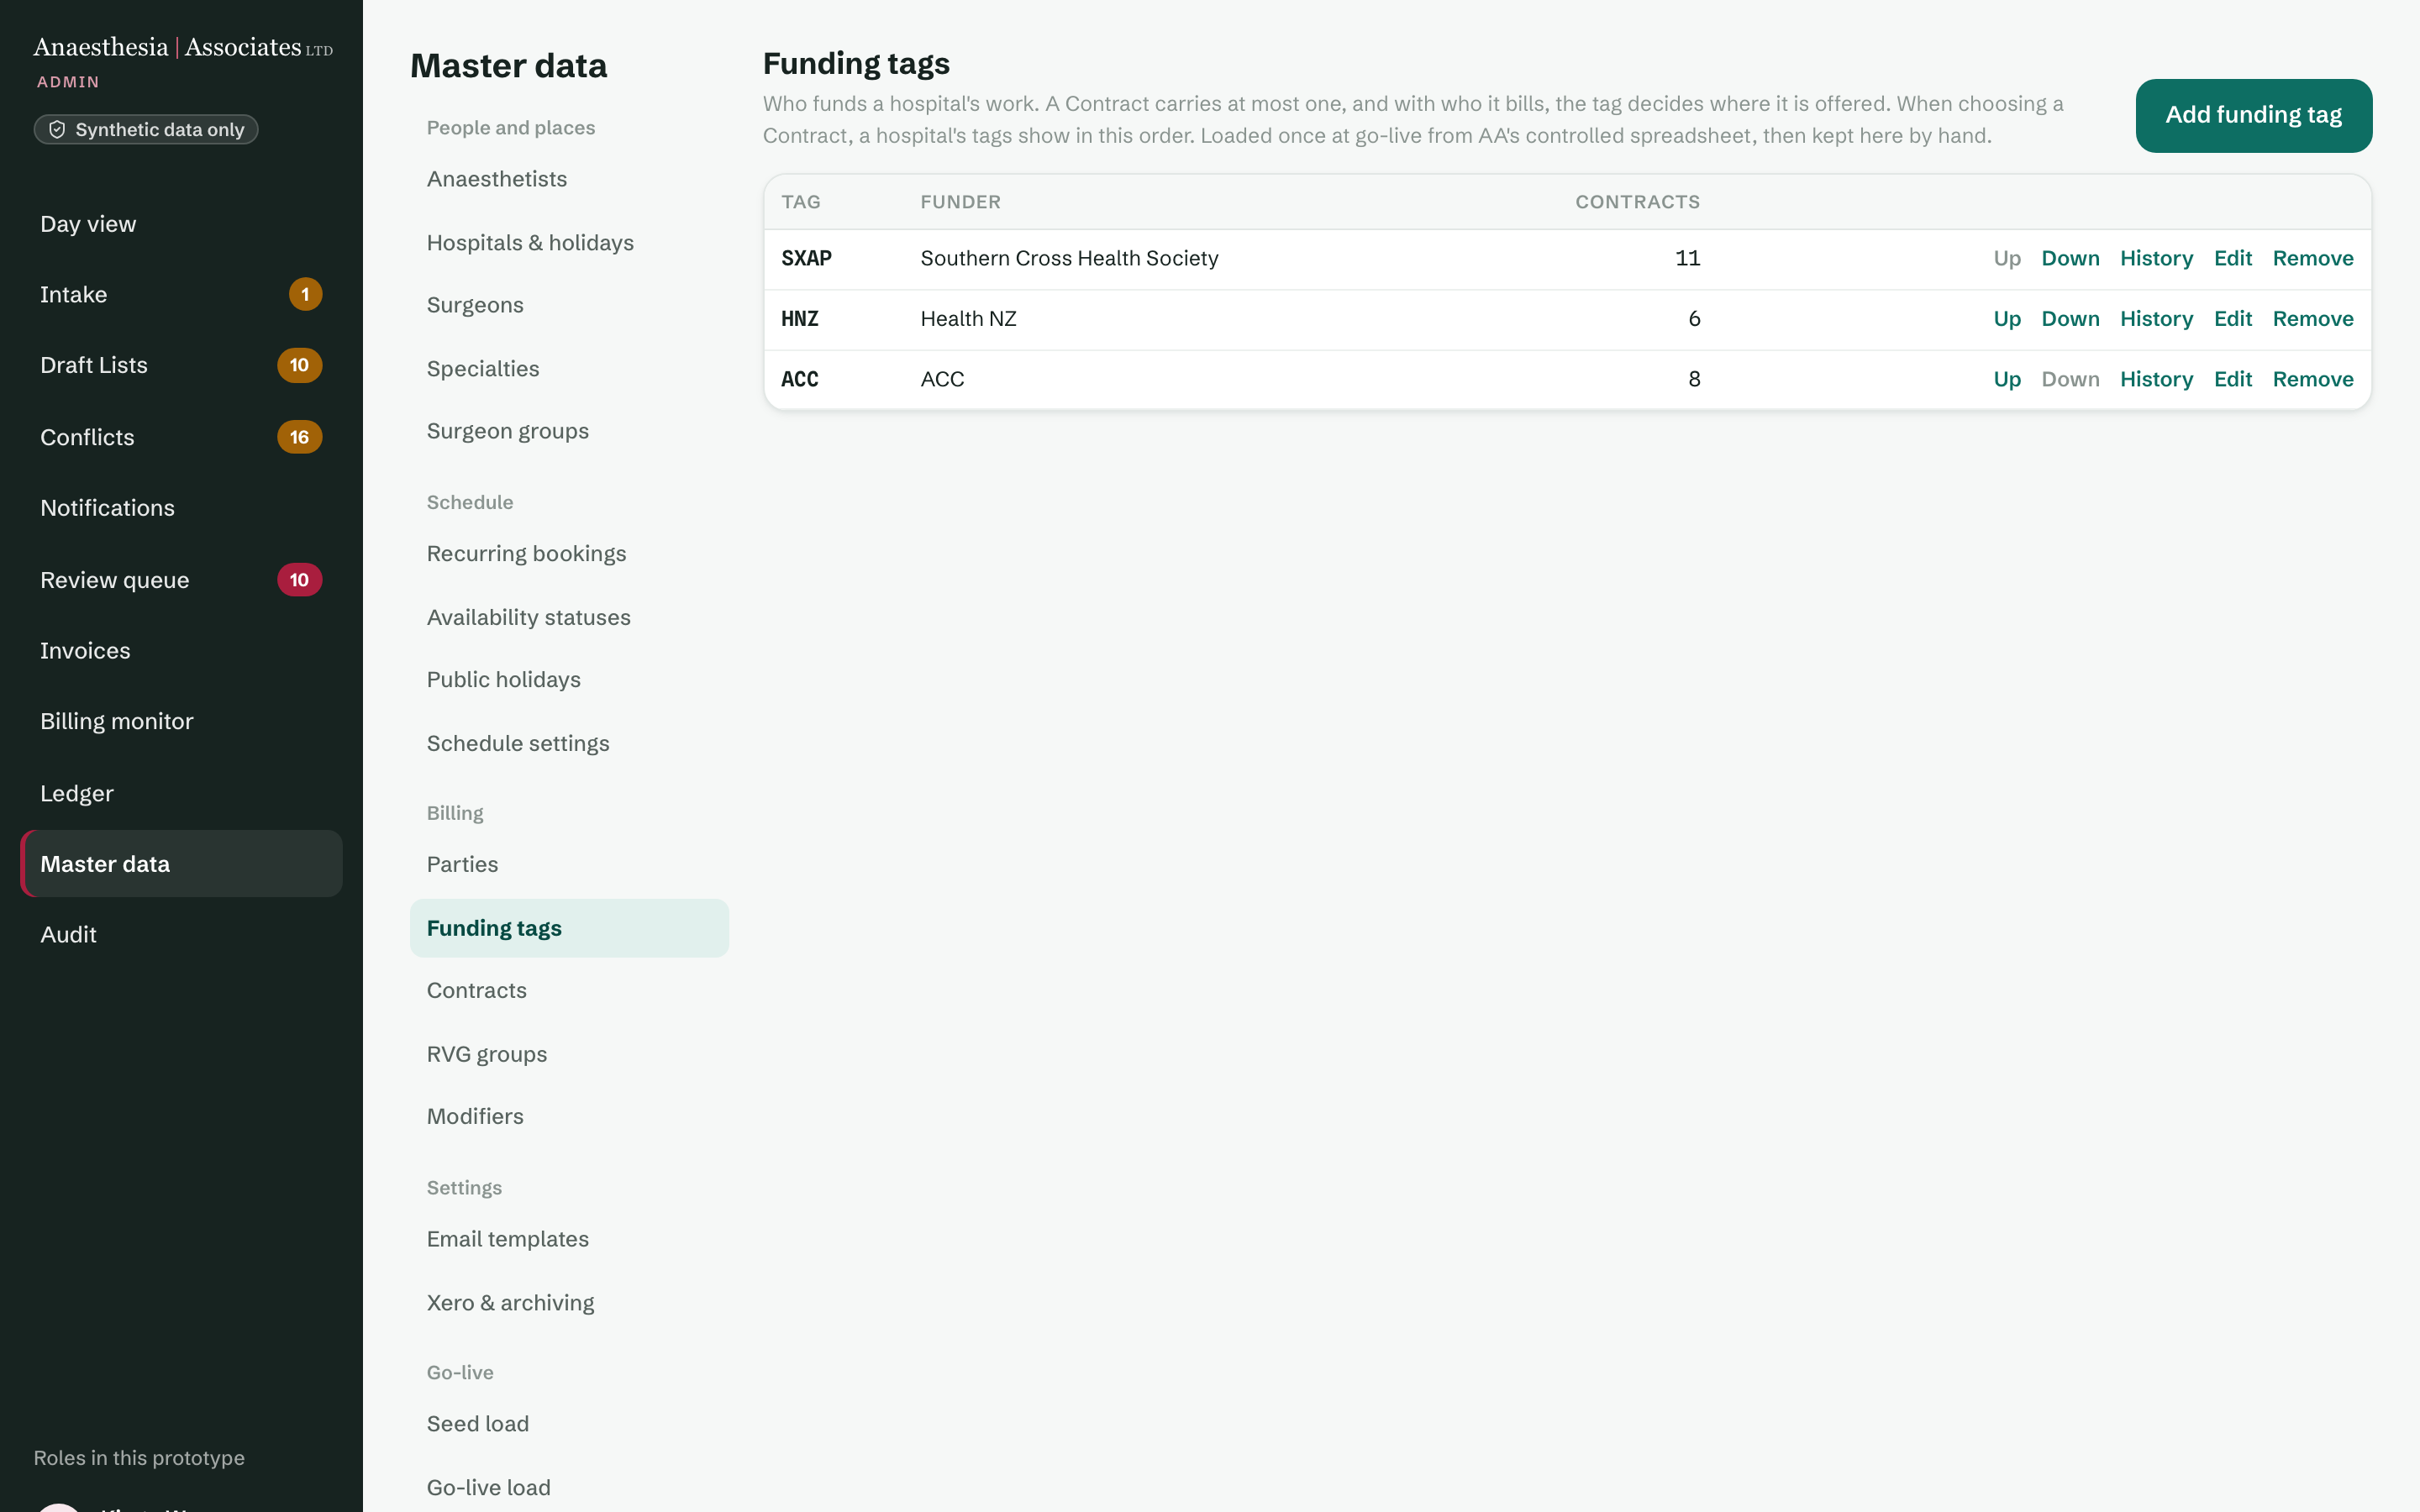 Anaesthesia | Associates LTD
ADMIN
Synthetic data only
Day view
Intake 1
Draft Lists 10
Conflicts 16
Notifications
Review queue 10
Invoices
Billing monitor
Ledger
Master data
Audit
Roles in this prototype
Master data
People and places
Anaesthetists
Hospitals & holidays
Surgeons
Specialties
Surgeon groups
Schedule
Recurring bookings
Availability statuses
Public holidays
Schedule settings
Billing
Parties
Funding tags
Contracts
RVG groups
Modifiers
Settings
Email templates
Xero & archiving
Go-live
Seed load
Go-live load
Funding tags
Who funds a hospital's work. A Contract carries at most one, and with who it bills, the tag decides where it is offered. When choosing a
Contract, a hospital's tags show in this order. Loaded once at go-live from AA's controlled spreadsheet, then kept here by hand.
Add funding tag
TAG FUNDER CONTRACTS
SXAP Southern Cross Health Society 11 Up Down History Edit Remove
HNZ Health NZ 6 Up Down History Edit Remove
ACC ACC 8 Up Down History Edit Remove